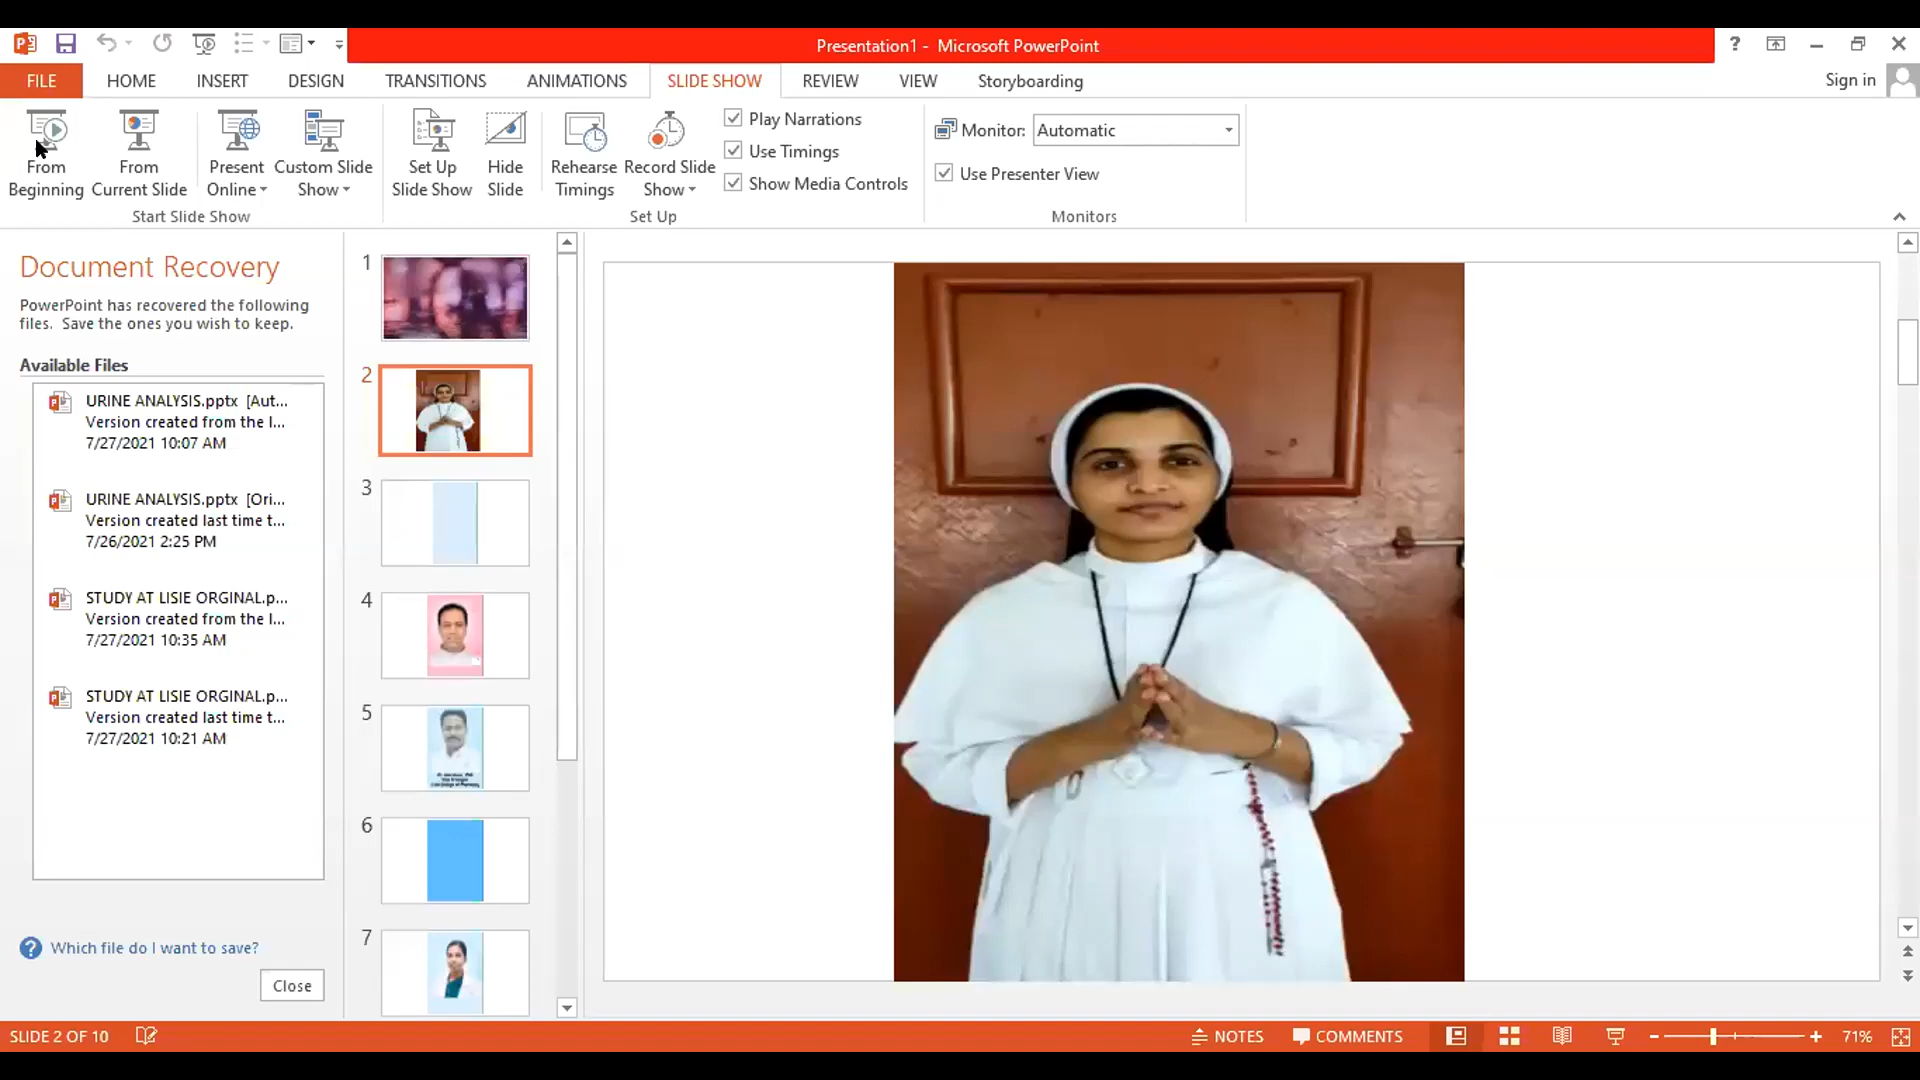 Presentation1 - Microsoft PowerPoint
?
FILE
HOME
INSERT
DESIGN
TRANSITIONS
ANIMATIONS
SLIDE SHOW
REVIEW
VIEW
Storyboarding
Sign in
From
Beginning
From
Current Slide
Present
Online
Custom Slide
Show
Set Up
Slide Show
Hide
Slide
Rehearse
Timings
Record Slide
Show
Play Narrations
Use Timings
Show Media Controls
Monitor:
Automatic
Use Presenter View
Start Slide Show
Set Up
Monitors
Document Recovery
PowerPoint has recovered the following
files. Save the ones you wish to keep.
Available Files
URINE ANALYSIS.pptx [Aut...
Version created from the l...
7/27/2021 10:07 AM
URINE ANALYSIS.pptx [Ori...
Version created last time t...
7/26/2021 2:25 PM
STUDY AT LISIE ORGINAL.p...
Version created from the l...
7/27/2021 10:35 AM
STUDY AT LISIE ORGINAL.p...
Version created last time t...
7/27/2021 10:21 AM
Which file do I want to save?
Close
1
2
3
4
5
6
7
SLIDE 2 OF 10
NOTES
COMMENTS
71%